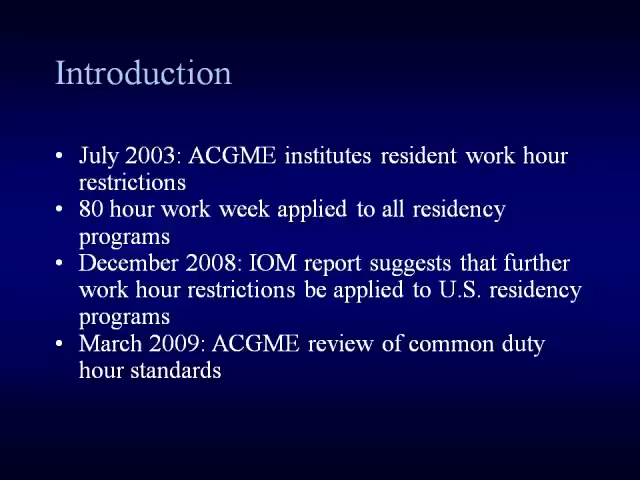 Introduction
• July 2003: ACGME institutes resident work hour
restrictions
• 80 hour work week applied to all residency
programs
• December 2008: IOM report suggests that further
work hour restrictions be applied to U.S. residency
programs
• March 2009: ACGME review of common duty
hour standards